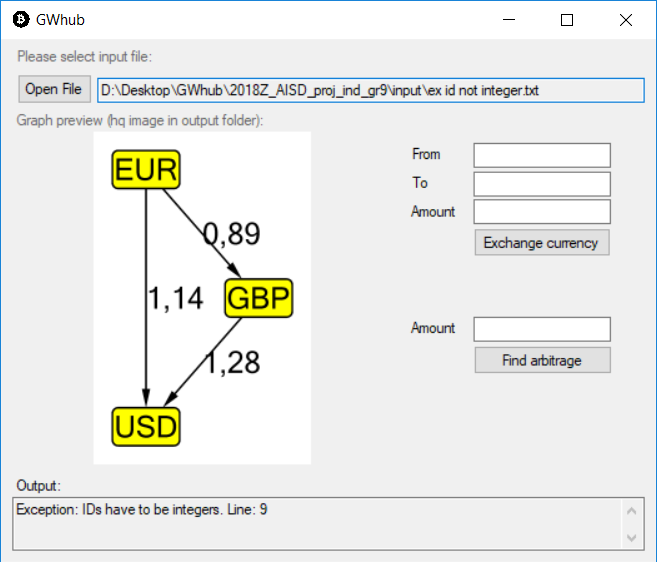 GWhub
Please select input file:
Open File
D:\Desktop\GWhub\2018Z_AISD_proj_ind_gr9\input\ex id not integer.txt
Graph preview (hq image in output folder):
EUR
0,89
1,14
GBP
1,28
USD
From
To
Amount
Exchange currency
Amount
Find arbitrage
Output:
Exception: IDs have to be integers. Line: 9